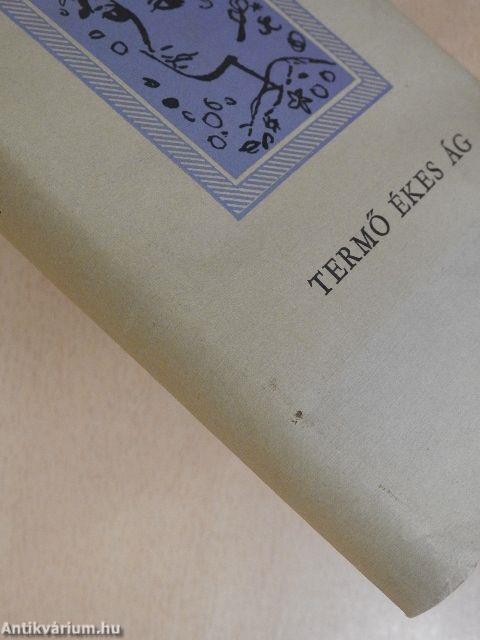 TERMŐ ÉKES ÁG
Antikvárium.hu